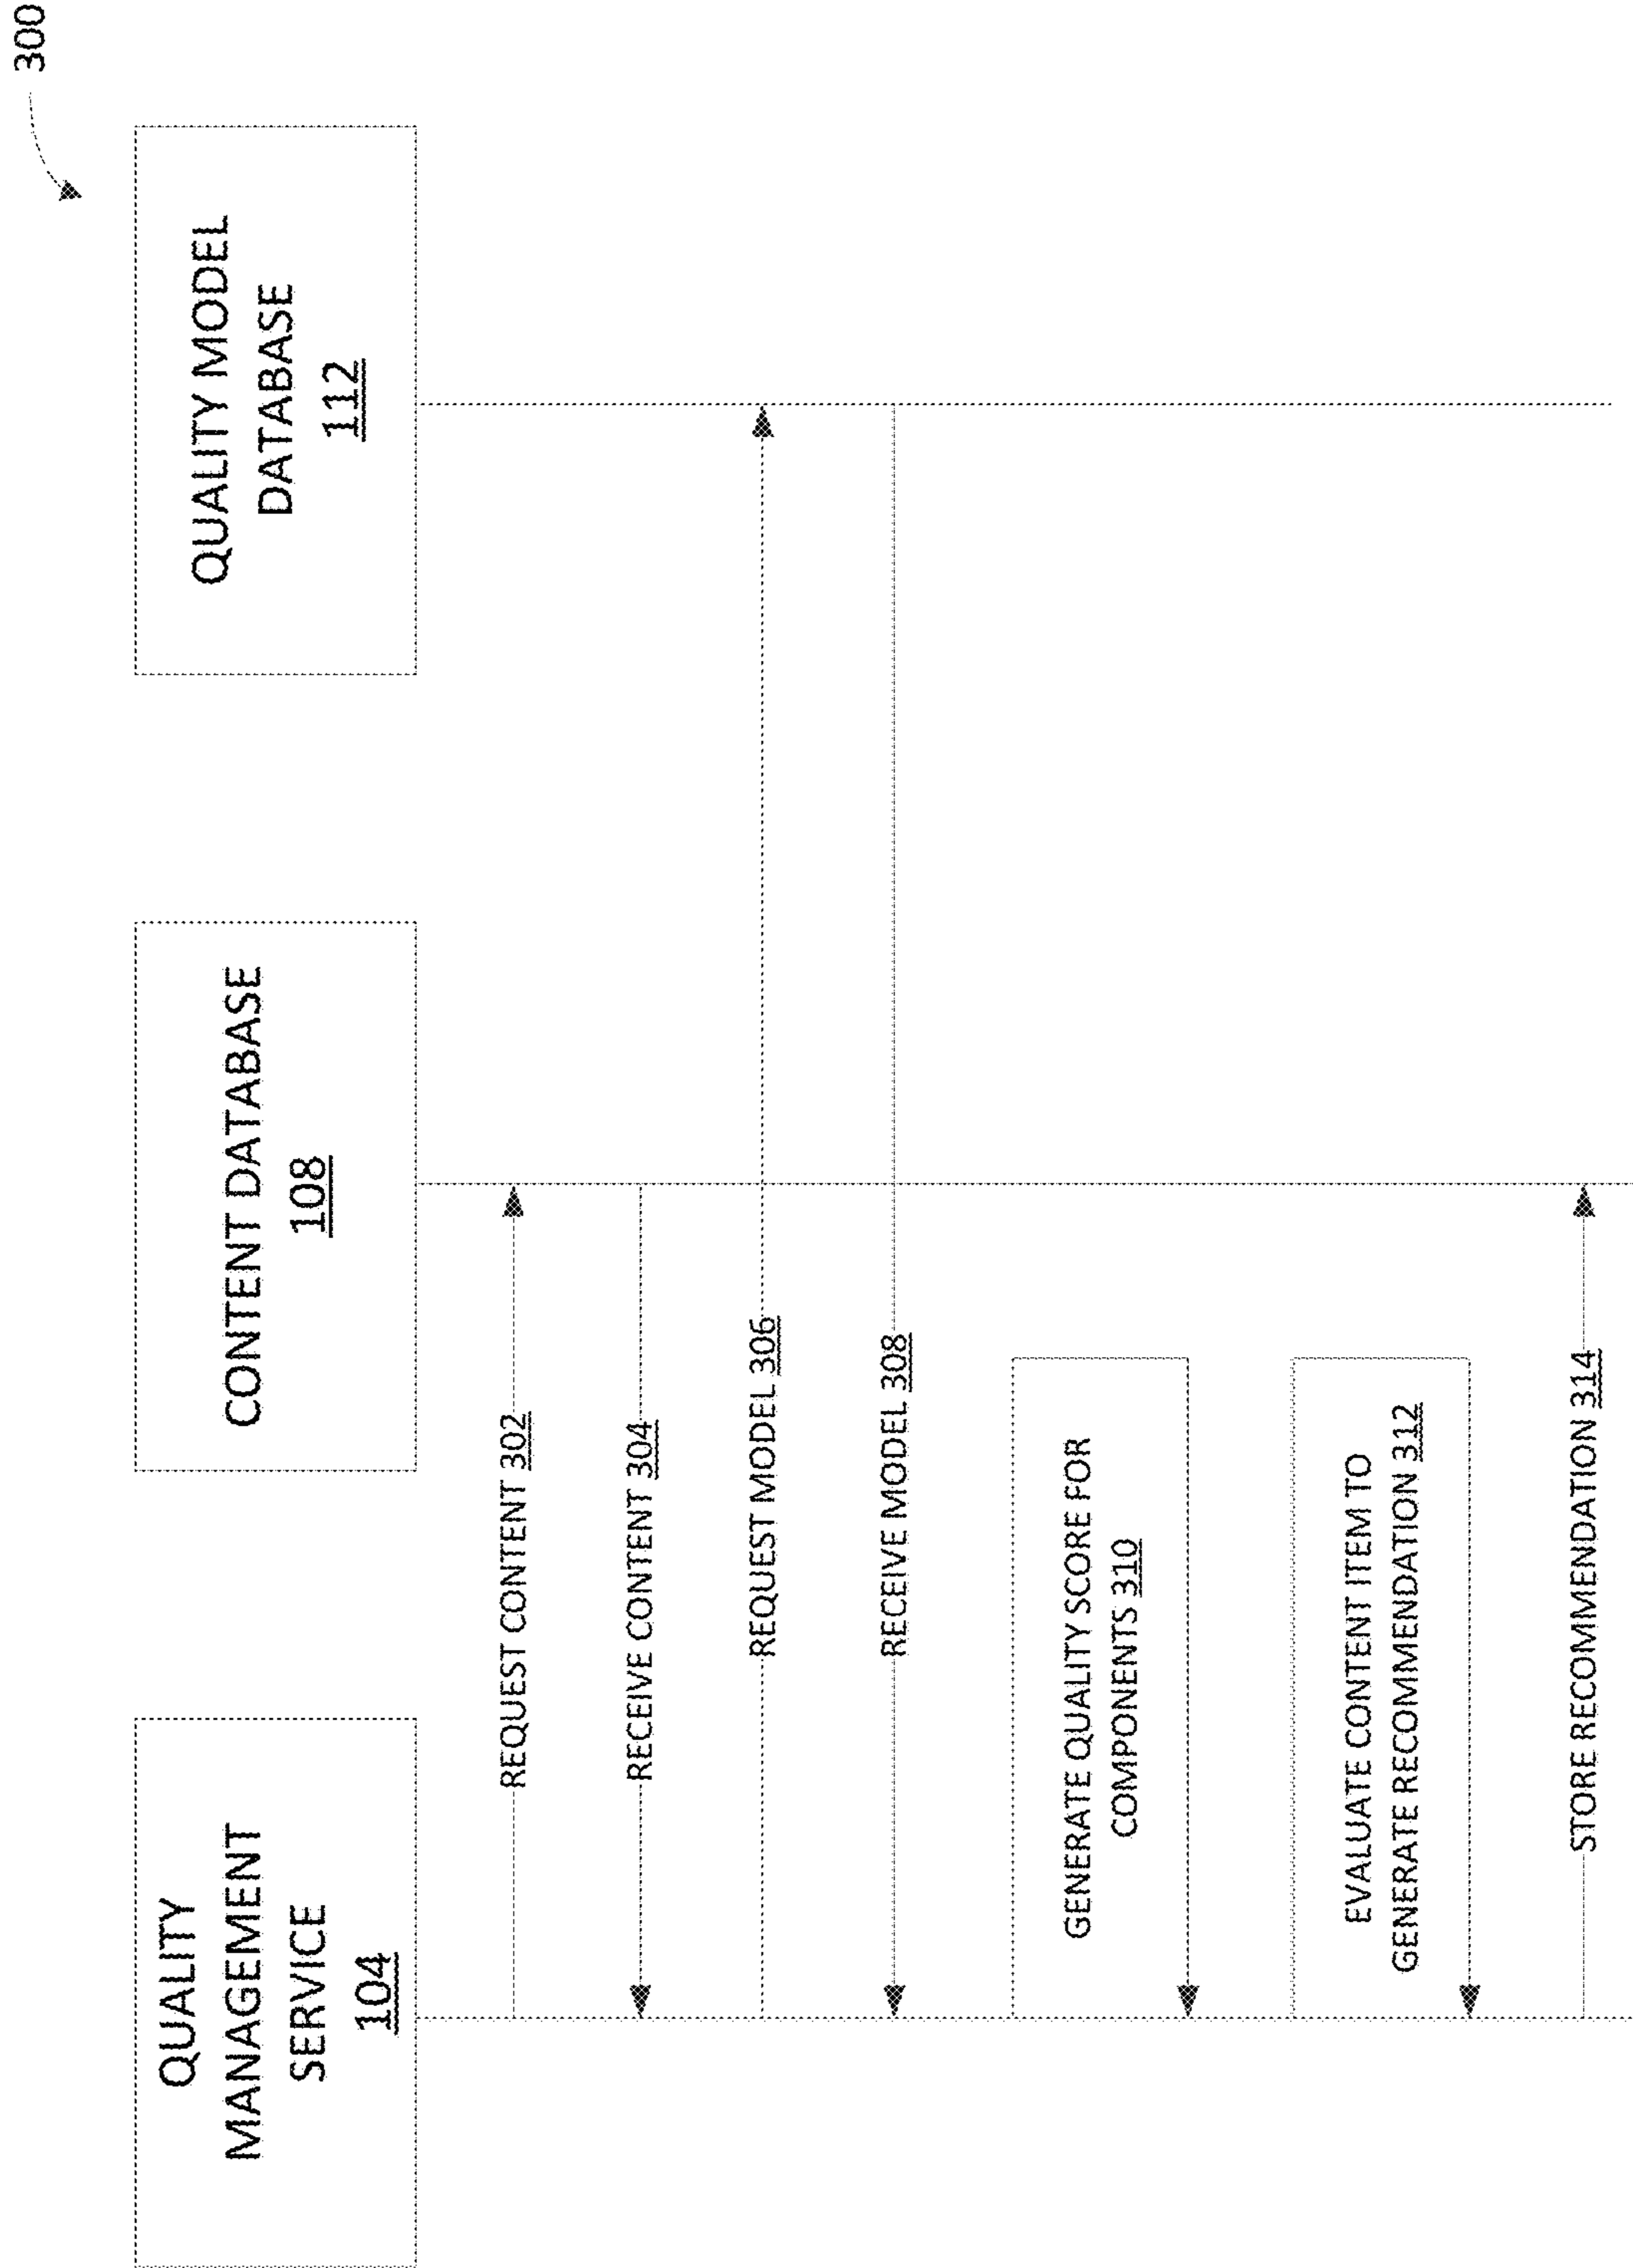 300
QUALITY
MANAGEMENT
SERVICE
104
CONTENT DATABASE
108
QUALITY MODEL
DATABASE
112
REQUEST CONTENT 302
RECEIVE CONTENT 304
REQUEST MODEL 306
RECEIVE MODEL 308
GENERATE QUALITY SCORE FOR
COMPONENTS 310
EVALUATE CONTENT ITEM TO
GENERATE RECOMMENDATION 312
STORE RECOMMENDATION 314